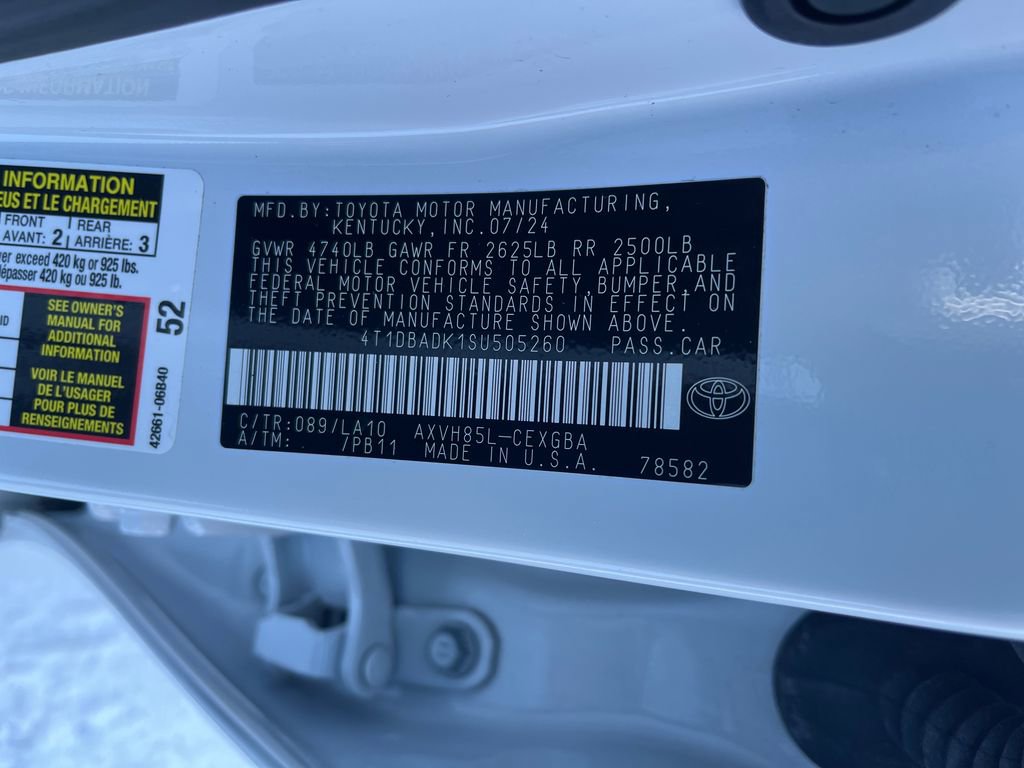 INFORMATION
EUS ET LE CHARGEMENT
FRONT
AVANT: 2
REAR
ARRIÈRE: 3
er exceed 420 kg or 925 lbs.
dépasser 420 kg ou 925 lb.
SEE OWNER'S
MANUAL FOR
ADDITIONAL
INFORMATION
VOIR LE MANUEL
DE L'USAGER
POUR PLUS DE
RENSEIGNEMENTS
52
42661-06B40
MFD.BY:TOYOTA MOTOR MANUFACTURING,
KENTUCKY,INC.07/24
GVWR 4740LB GAWR FR 2625LB RR 2500LB
THIS VEHICLE CONFORMS TO ALL APPLICABLE
FEDERAL MOTOR VEHICLE SAFETY,BUMPER,AND
THEFT PREVENTION STANDARDS IN EFFECT ON
THE DATE OF MANUFACTURE SHOWN ABOVE.
4T1DBADK1SU505260 PASS.CAR
C/TR:089/LA10 AXVH85L-CEXGBA
A/TM: /PB11 MADE IN U.S.A. 78582